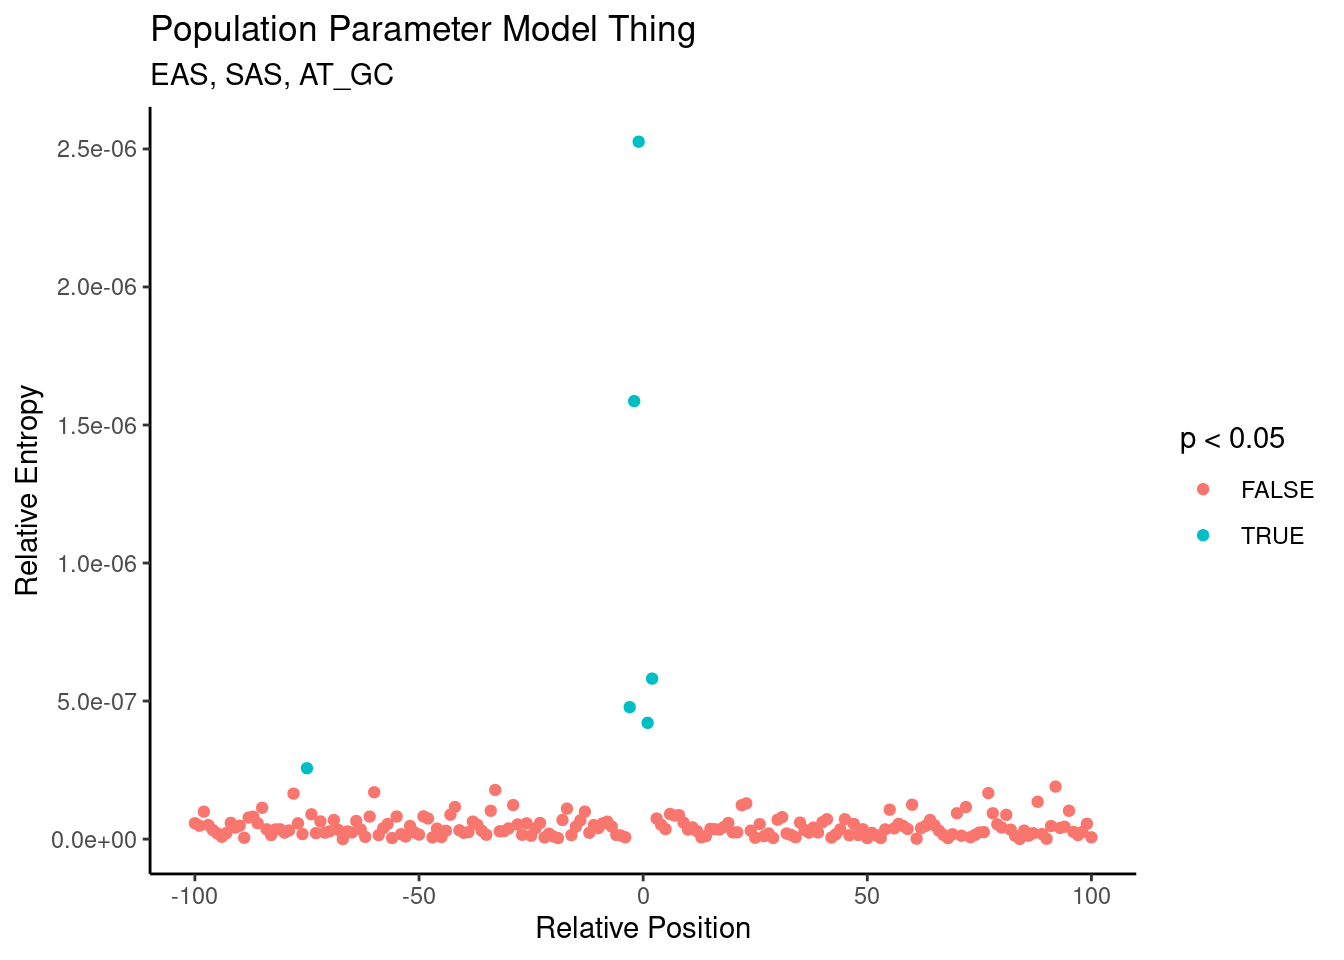 Population Parameter Model Thing
EAS, SAS, AT_GC
2.5e-06
2.0e-06
1.5e-06
1.0e-06
5.0e-07
0.0e+00
Relative Entropy
-100
-50
0
50
100
Relative Position
p < 0.05
FALSE
TRUE